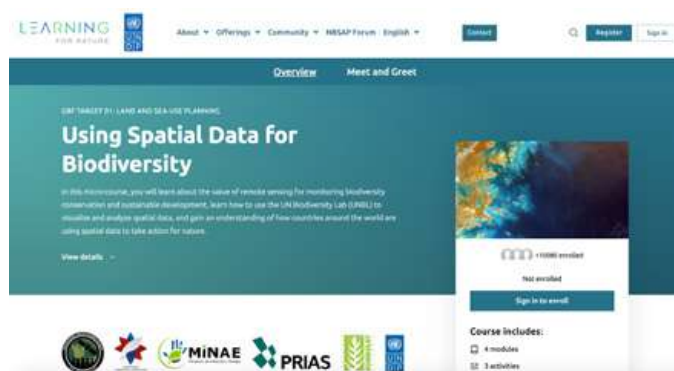 LEARNING
FOR NATURE
U N
D P
About Offerings Community NBSAP Forum English Contact Register Sign in
Overview Meet and Greet
GBF TARGET 01: LAND AND SEA-USE PLANNING
Using Spatial Data for
Biodiversity
In this micro-course, you will learn about the value of remote sensing for monitoring biodiversity
conservation and sustainable development, learn how to use the UN Biodiversity Lab (UNBL) to
visualise and analyse spatial data, and gain an understanding of how countries around the world are
using spatial data to take action for nature.
View details
enrolled
Not enrolled
Sign in to enroll
Course includes:
4 modules
3 activities
MiNAE
PRIAS
U N
D P